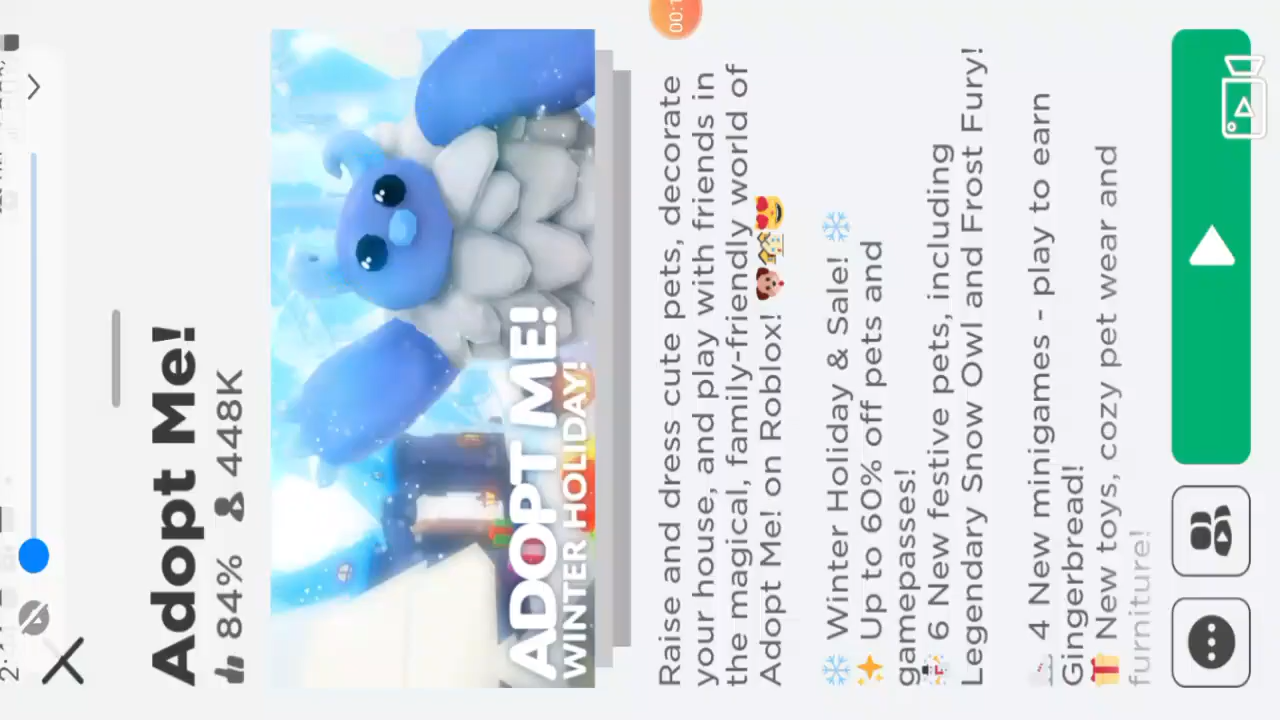 Adopt Me!
84% 448K
ADOPT ME!
WINTER HOLIDAY!
Raise and dress cute pets, decorate
your house, and play with friends in
the magical, family-friendly world of
Adopt Me! on Roblox! 🐶🏠😍
❄️ Winter Holiday & Sale! ❄️
✨ Up to 60% off pets and
gamepasses!
⛄ 6 New festive pets, including
Legendary Snow Owl and Frost Fury!
4 New minigames - play to earn
Gingerbread!
🎁 New toys, cozy pet wear and
furniture!